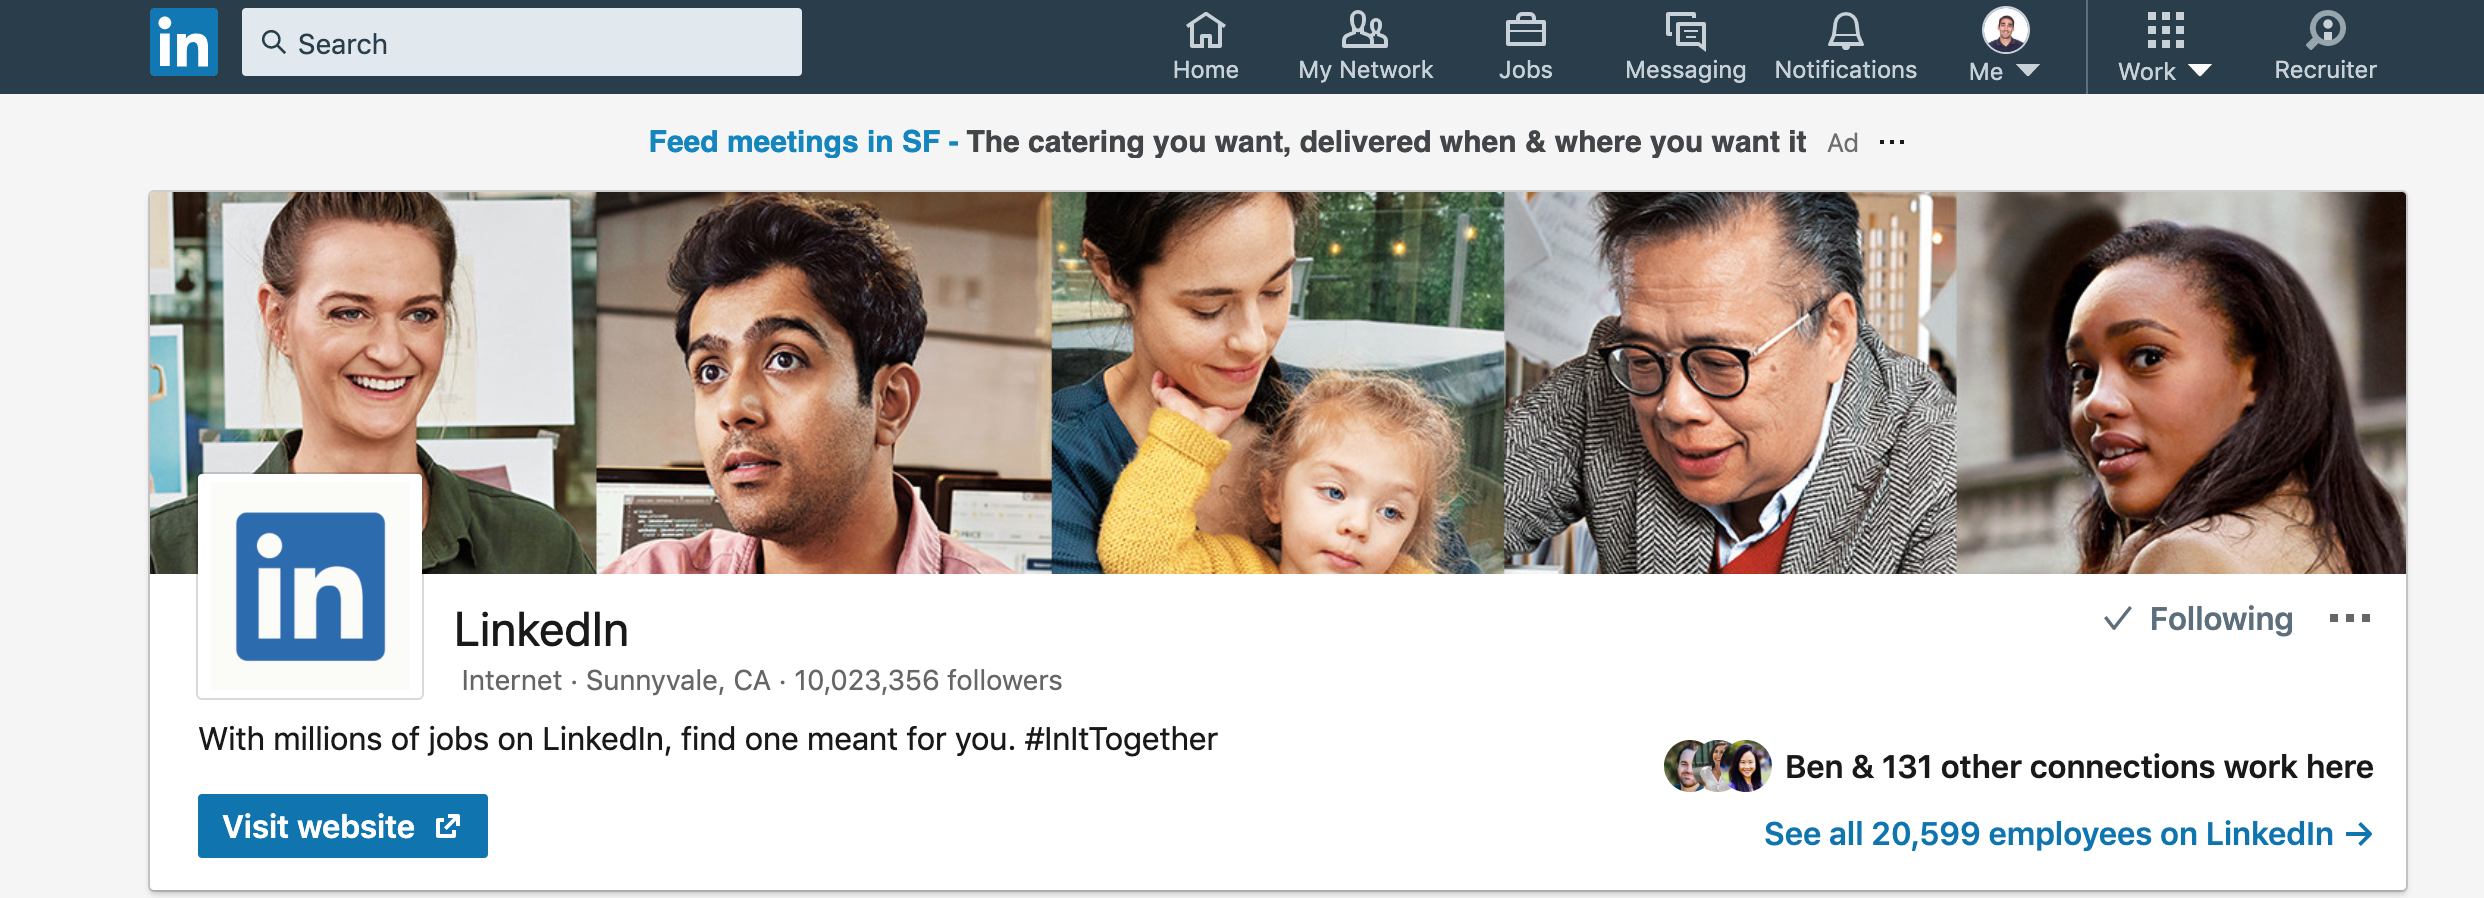 in
Search
Home
My Network
Jobs
Messaging
Notifications
Me
Work
Recruiter
Feed meetings in SF - The catering you want, delivered when & where you want it Ad ...
in
LinkedIn
Following
Internet · Sunnyvale, CA · 10,023,356 followers
With millions of jobs on LinkedIn, find one meant for you. #InItTogether
Ben & 131 other connections work here
Visit website
See all 20,599 employees on LinkedIn →